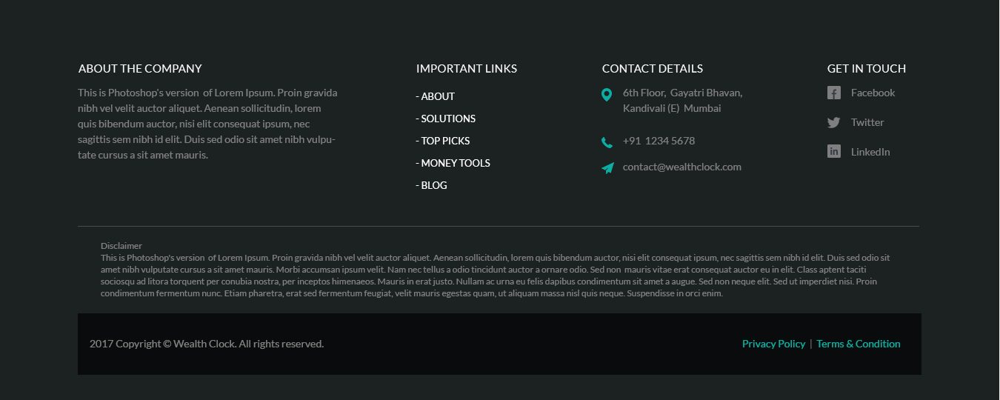 ABOUT THE COMPANY
This is Photoshop's version  of Lorem Ipsum. Proin gravida
nibh vel velit auctor aliquet. Aenean sollicitudin, lorem
quis bibendum auctor, nisi elit consequat ipsum, nec
sagittis sem nibh id elit. Duis sed odio sit amet nibh vulpu-
tate cursus a sit amet mauris.
IMPORTANT LINKS
- ABOUT
- SOLUTIONS
- TOP PICKS
- MONEY TOOLS
- BLOG
CONTACT DETAILS
6th Floor,  Gayatri Bhavan,
Kandivali (E)  Mumbai
+91  1234 5678
contact@wealthclock.com
GET IN TOUCH
Facebook
Twitter
LinkedIn
Disclaimer
This is Photoshop's version  of Lorem Ipsum. Proin gravida nibh vel velit auctor aliquet. Aenean sollicitudin, lorem quis bibendum auctor, nisi elit consequat ipsum, nec sagittis sem nibh id elit. Duis sed odio sit
amet nibh vulputate cursus a sit amet mauris. Morbi accumsan ipsum velit. Nam nec tellus a odio tincidunt auctor a ornare odio. Sed non  mauris vitae erat consequat auctor eu in elit. Class aptent taciti
sociosqu ad litora torquent per conubia nostra, per inceptos himenaeos. Mauris in erat justo. Nullam ac urna eu felis dapibus condimentum sit amet a augue. Sed non neque elit. Sed ut imperdiet nisi. Proin
condimentum fermentum nunc. Etiam pharetra, erat sed fermentum feugiat, velit mauris egestas quam, ut aliquam massa nisl quis neque. Suspendisse in orci enim.
2017 Copyright © Wealth Clock. All rights reserved.
Privacy Policy  |  Terms & Condition